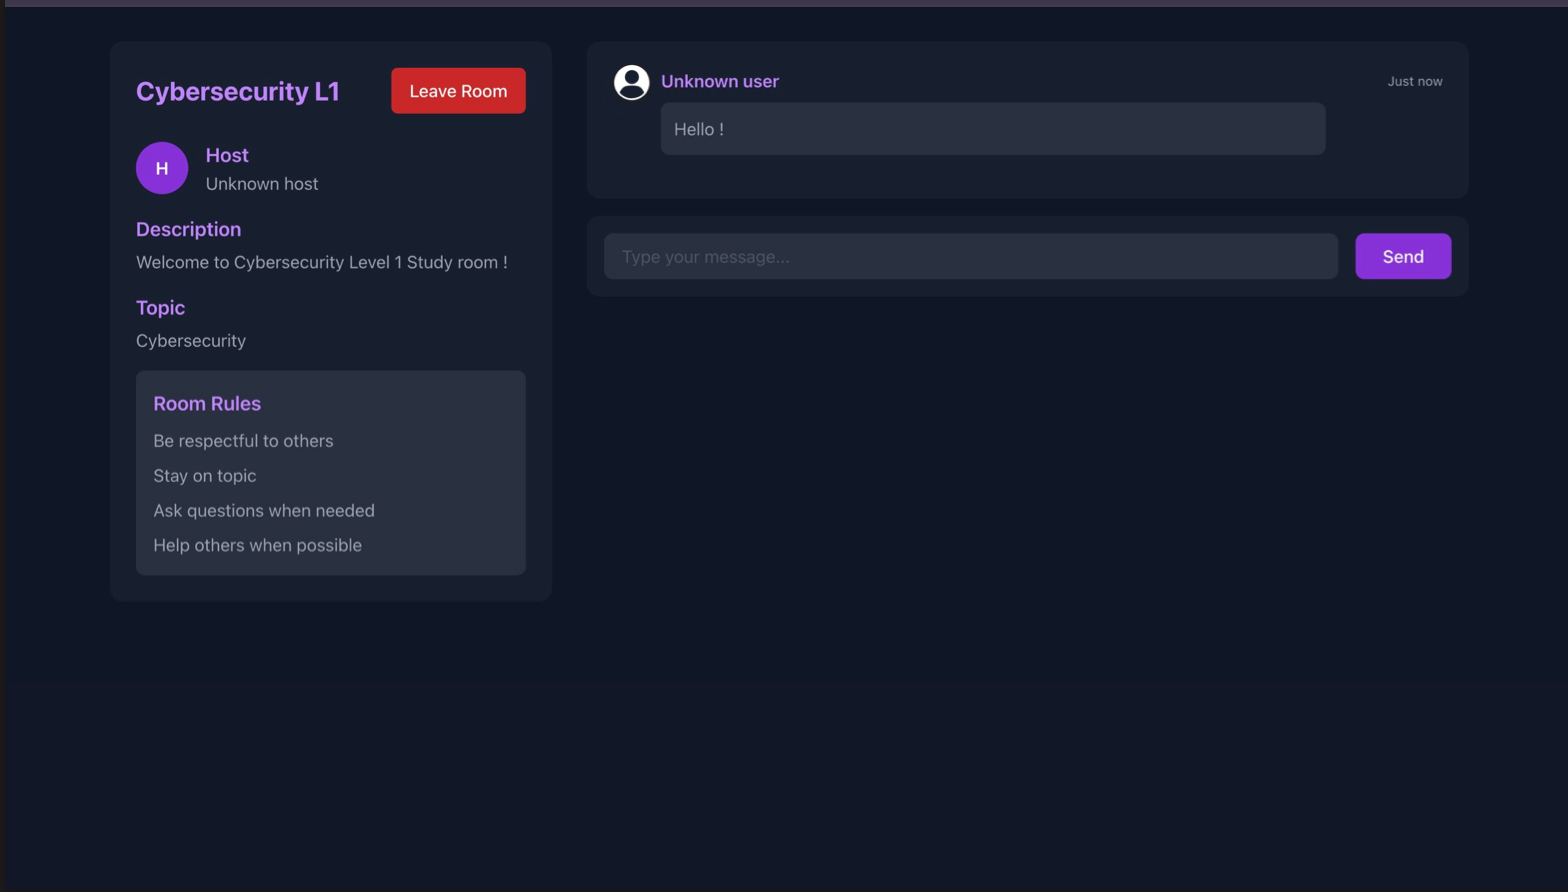 Cybersecurity L1
Leave Room
H
Host
Unknown host
Description
Welcome to Cybersecurity Level 1 Study room !
Topic
Cybersecurity
Room Rules
Be respectful to others
Stay on topic
Ask questions when needed
Help others when possible
Unknown user
Just now
Hello !
Type your message...
Send